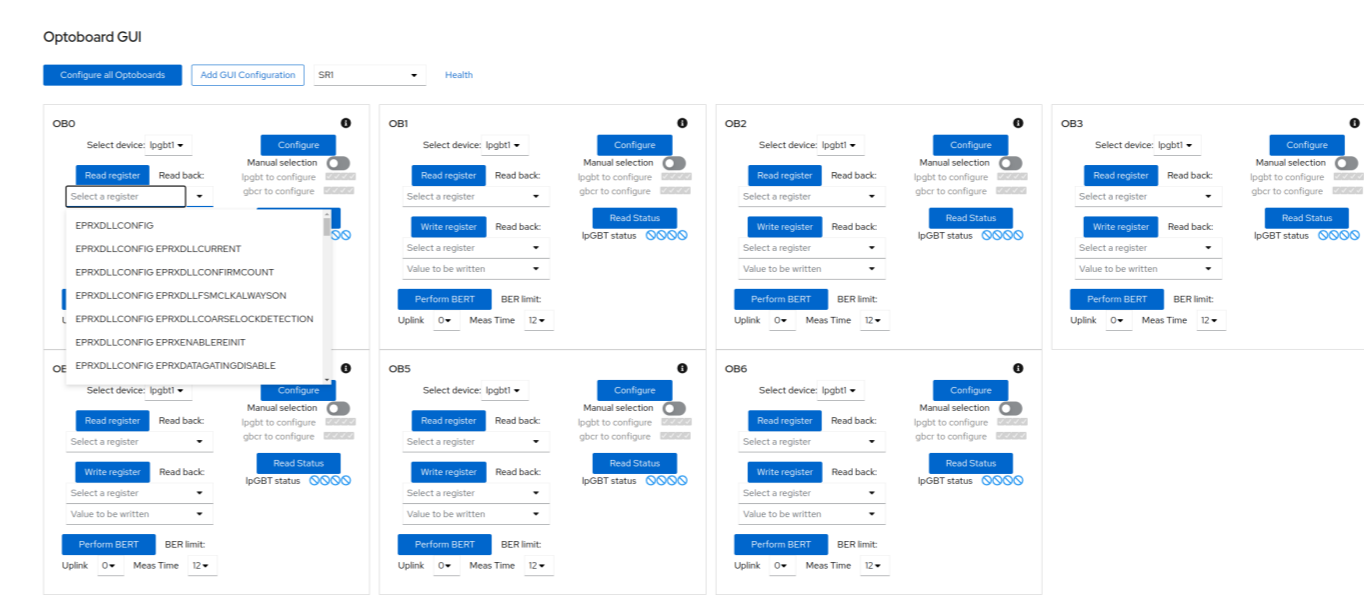 Optoboard GUI
Configure all Optoboards Add GUI Configuration SR1 Health
OB0
Select device: lpgbt1 Configure
Manual selection
Read register Read back: lpgbt to configure
Select a register gbcr to configure
EPRXDLLCONFIG
EPRXDLLCONFIG EPRXDLLCURRENT
EPRXDLLCONFIG EPRXDLLCONFIRMCOUNT
EPRXDLLCONFIG EPRXDLLFSMCLKALWAYSON
EPRXDLLCONFIG EPRXDLLCOARSELOCKDETECTION
EPRXDLLCONFIG EPRXENABLEREINIT
EPRXDLLCONFIG EPRXDATAGATINGDISABLE
OB1
Select device: lpgbt1 Configure
Manual selection
Read register Read back: lpgbt to configure
Select a register gbcr to configure
Read Status
Write register Read back: lpGBT status
Select a register
Value to be written
Perform BERT BER limit:
Uplink 0 Meas Time 12
OB2
Select device: lpgbt1 Configure
Manual selection
Read register Read back: lpgbt to configure
Select a register gbcr to configure
Read Status
Write register Read back: lpGBT status
Select a register
Value to be written
Perform BERT BER limit:
Uplink 0 Meas Time 12
OB3
Select device: lpgbt1 Configure
Manual selection
Read register Read back: lpgbt to configure
Select a register gbcr to configure
Read Status
Write register Read back: lpGBT status
Select a register
Value to be written
Perform BERT BER limit:
Uplink 0 Meas Time 12
Select device: lpgbt1 Configure
Manual selection
Read register Read back: lpgbt to configure
Select a register gbcr to configure
Read Status
Write register Read back: lpGBT status
Select a register
Value to be written
Perform BERT BER limit:
Uplink 0 Meas Time 12
OB5
Select device: lpgbt1 Configure
Manual selection
Read register Read back: lpgbt to configure
Select a register gbcr to configure
Read Status
Write register Read back: lpGBT status
Select a register
Value to be written
Perform BERT BER limit:
Uplink 0 Meas Time 12
OB6
Select device: lpgbt1 Configure
Manual selection
Read register Read back: lpgbt to configure
Select a register gbcr to configure
Read Status
Write register Read back: lpGBT status
Select a register
Value to be written
Perform BERT BER limit:
Uplink 0 Meas Time 12